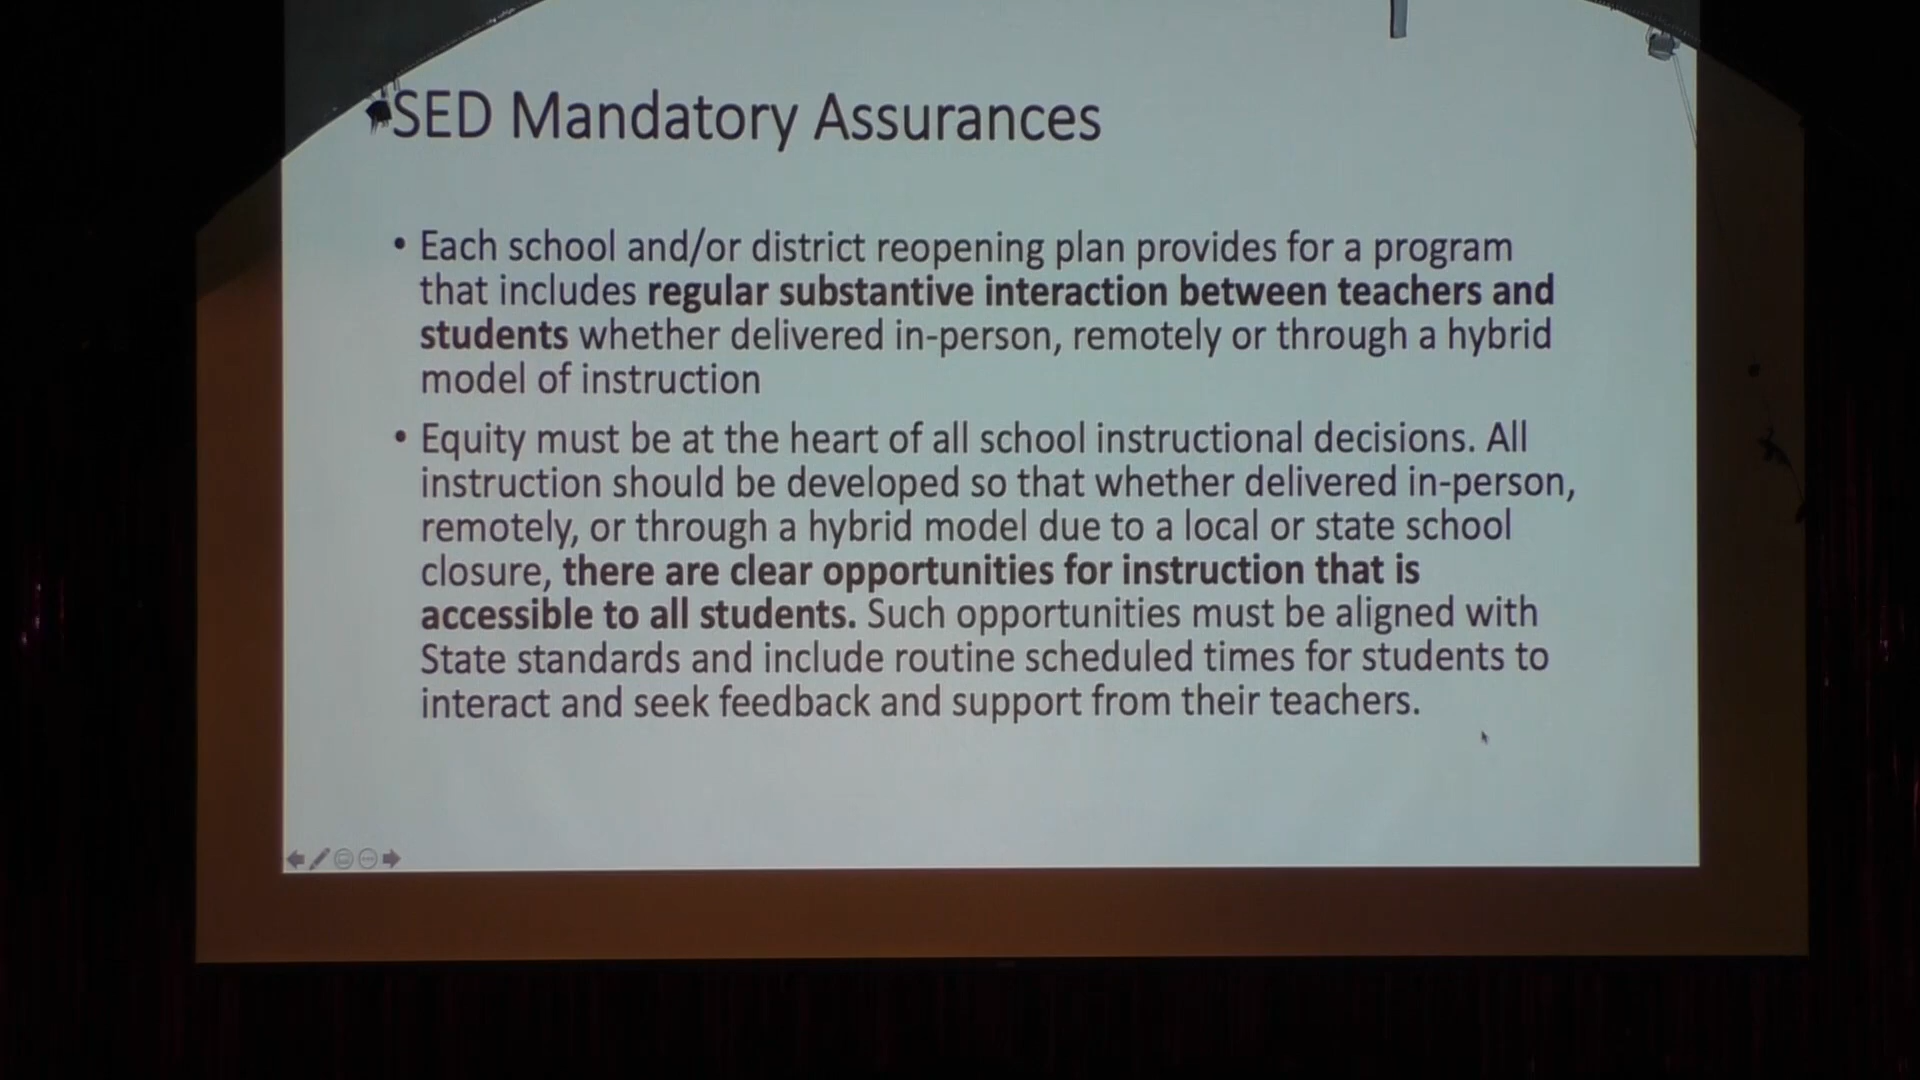 SED Mandatory Assurances
• Each school and/or district reopening plan provides for a program
that includes regular substantive interaction between teachers and
students whether delivered in-person, remotely or through a hybrid
model of instruction
• Equity must be at the heart of all school instructional decisions. All
instruction should be developed so that whether delivered in-person,
remotely, or through a hybrid model due to a local or state school
closure, there are clear opportunities for instruction that is
accessible to all students. Such opportunities must be aligned with
State standards and include routine scheduled times for students to
interact and seek feedback and support from their teachers.